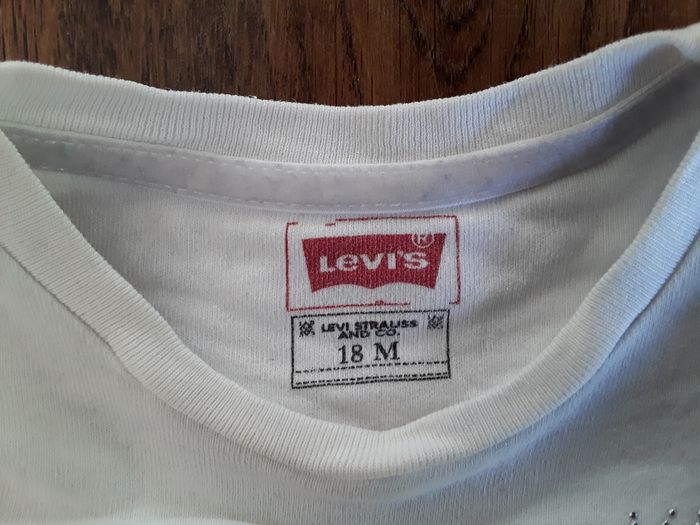 LEVI'S ®
LEVI STRAUSS
AND CO.
18 M